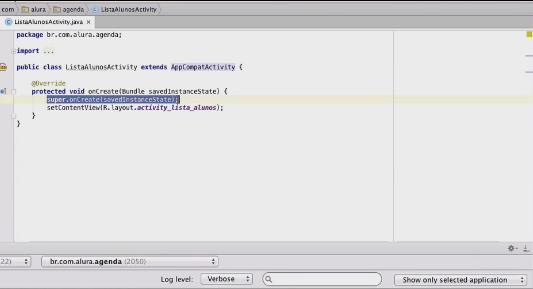 com alura agenda ListaAlunosActivity
ListaAlunosActivity.java ×
package br.com.alura.agenda;
import ...
public class ListaAlunosActivity extends AppCompatActivity {
@Override
protected void onCreate(Bundle savedInstanceState) {
super.onCreate(savedInstanceState);
setContentView(R.layout.activity_lista_alunos);
}
}
22) br.com.alura.agenda (2050)
Log level: Verbose Show only selected application